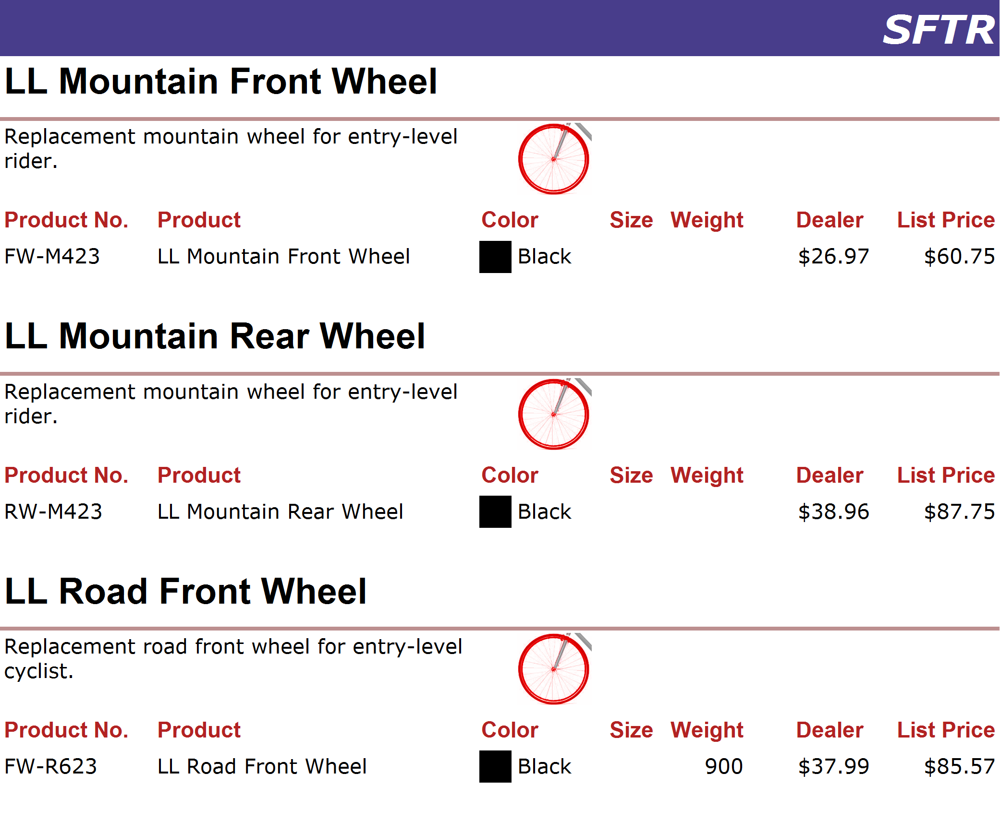 SFTR
LL Mountain Front Wheel
Replacement mountain wheel for entry-level
rider.
Product No. Product Color Size Weight Dealer List Price
FW-M423 LL Mountain Front Wheel Black $26.97 $60.75
LL Mountain Rear Wheel
Replacement mountain wheel for entry-level
rider.
Product No. Product Color Size Weight Dealer List Price
RW-M423 LL Mountain Rear Wheel Black $38.96 $87.75
LL Road Front Wheel
Replacement road front wheel for entry-level
cyclist.
Product No. Product Color Size Weight Dealer List Price
FW-R623 LL Road Front Wheel Black 900 $37.99 $85.57